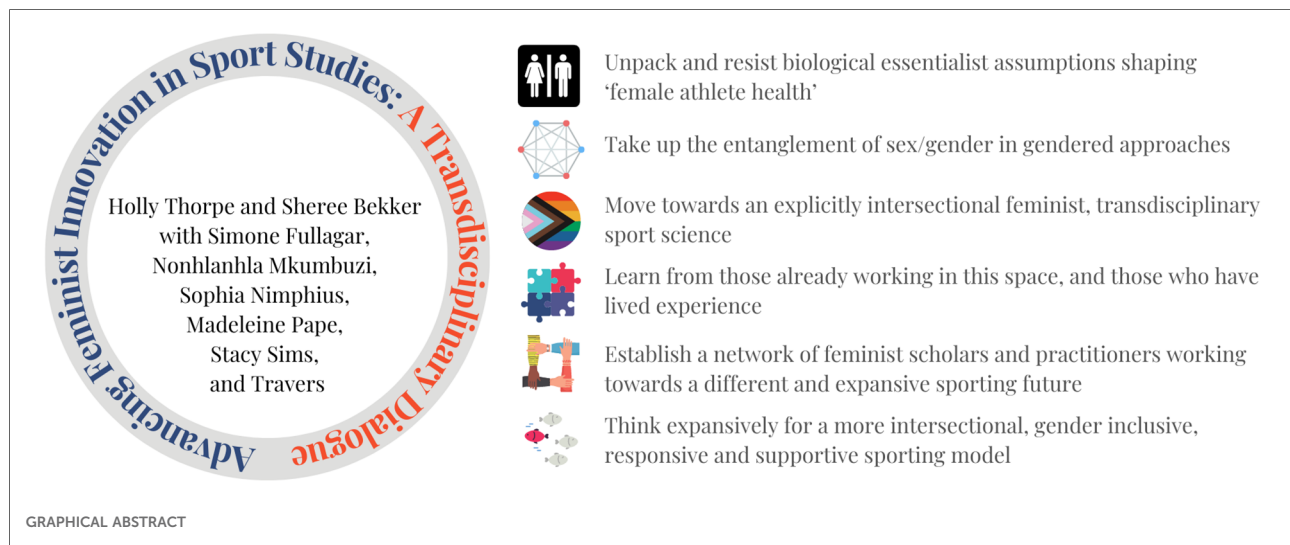 Advancing Feminist Innovation in Sport Studies: A Transdisciplinary Dialogue
Holly Thorpe and Sheree Bekker
with Simone Fullagar,
Nonhlanhla Mkumbuzi,
Sophia Nimphius,
Madeleine Pape,
Stacy Sims,
and Travers
Unpack and resist biological essentialist assumptions shaping
‘female athlete health’
Take up the entanglement of sex/gender in gendered approaches
Move towards an explicitly intersectional feminist, transdisciplinary
sport science
Learn from those already working in this space, and those who have
lived experience
Establish a network of feminist scholars and practitioners working
towards a different and expansive sporting future
Think expansively for a more intersectional, gender inclusive,
responsive and supportive sporting model
GRAPHICAL ABSTRACT